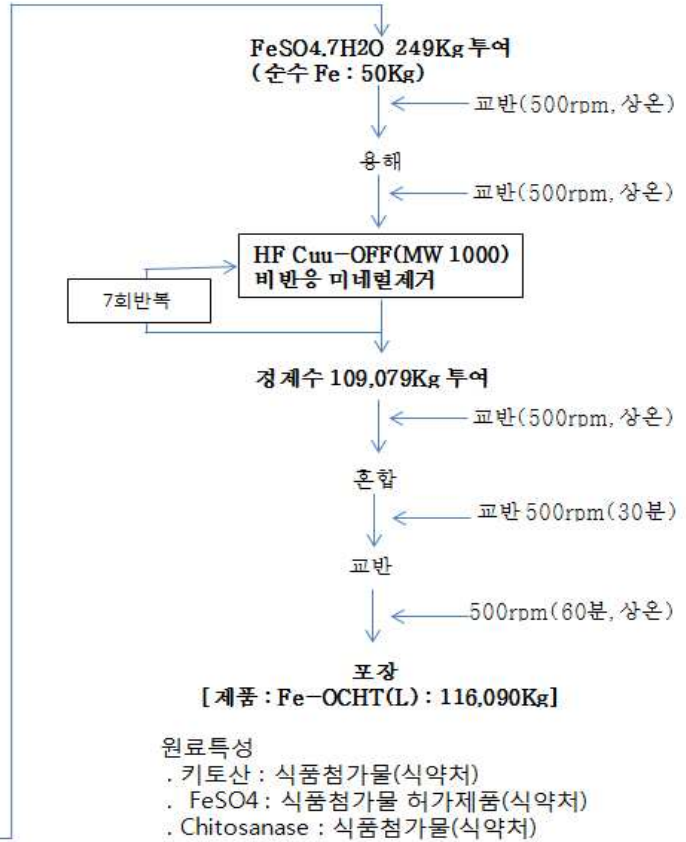 FeSO4.7H2O 249Kg 투여
(순수 Fe : 50Kg)
교반(500rpm, 상온)
용해
교반(500rpm, 상온)
HF Cuu-OFF(MW 1000)
비반응 미네럴제거
7회반복
정제수 109,079Kg 투여
교반(500rpm, 상온)
혼합
교반 500rpm(30분)
교반
500rpm(60분, 상온)
포장
[제품 : Fe-OCHT(L) : 116,090Kg]
원료특성
. 키토산 : 식품첨가물(식약처)
. FeSO4 : 식품첨가물 허가제품(식약처)
. Chitosanase : 식품첨가물(식약처)